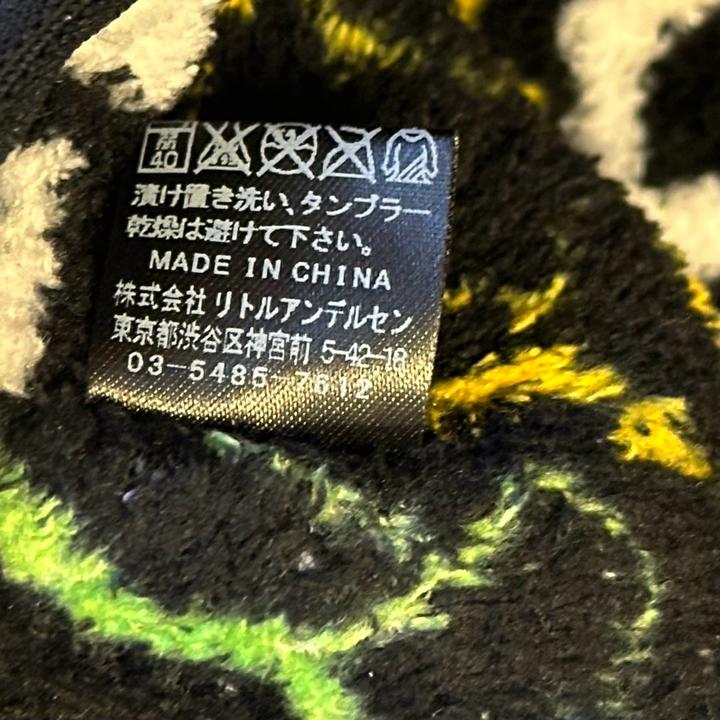 40
漬け置き洗い、タンブラー
乾燥は避けて下さい。
MADE IN CHINA
株式会社 リトルアンデルセン
東京都渋谷区神宮前 5-42-18
03-5485-7612